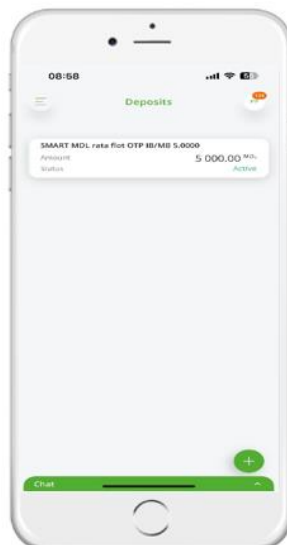 08:58
Deposits
SMART MDL rata flot OTP IB/MB 5.0000
Amount 5 000.00 MDL
Status Active
Chat